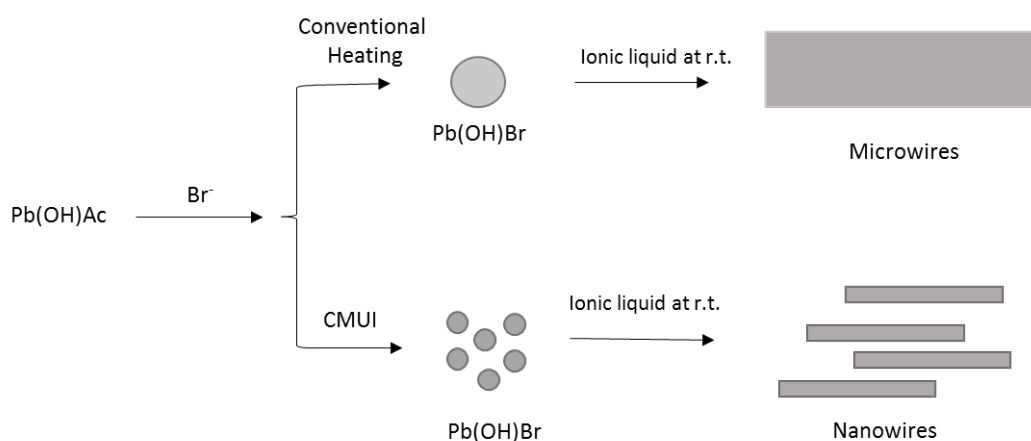 Conventional
Heating
Ionic liquid at r.t.
Pb(OH)Br
Microwires
Pb(OH)Ac
Br⁻
CMUI
Ionic liquid at r.t.
Pb(OH)Br
Nanowires